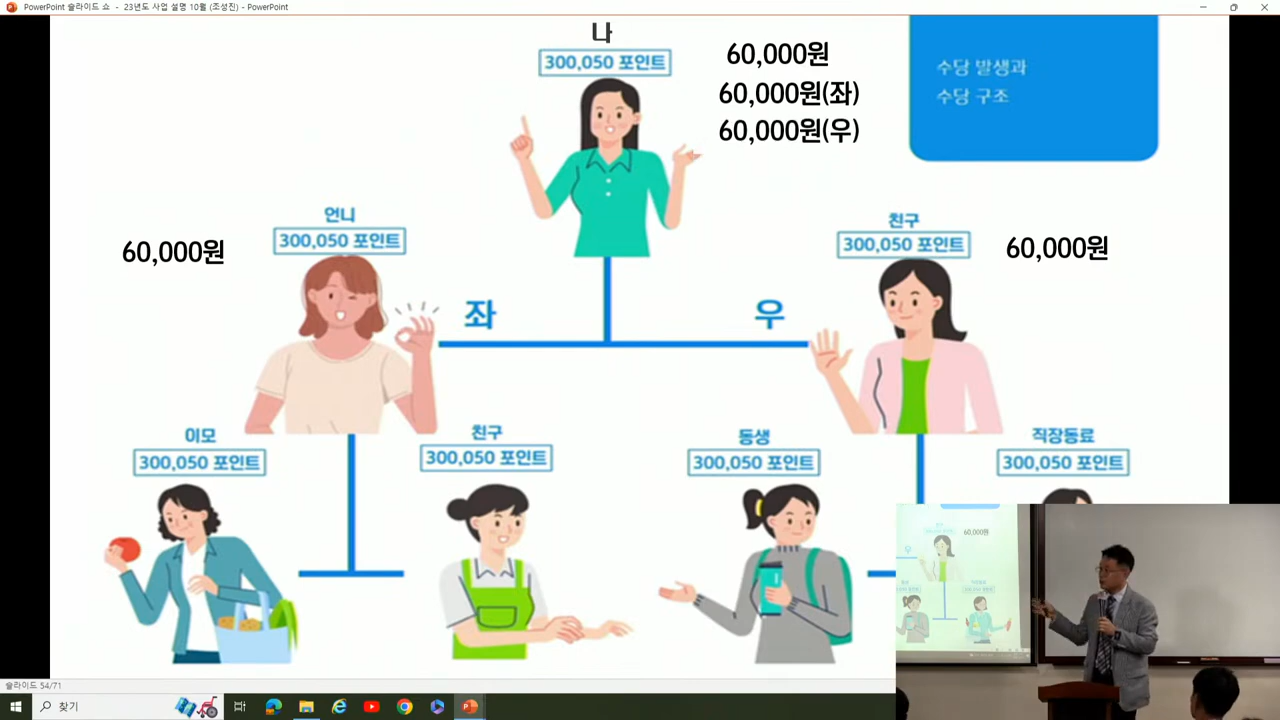 PowerPoint 슬라이드 쇼 - 23년도 사업 설명 10월 (조성진) - PowerPoint
나
300,050 포인트
60,000원
60,000원(좌)
60,000원(우)
수당 발생과
수당 구조
언니
300,050 포인트
60,000원
친구
300,050 포인트
60,000원
좌
우
이모
300,050 포인트
친구
300,050 포인트
동생
300,050 포인트
직장동료
300,050 포인트
60,000원
우
슬라이드 54/71
찾기